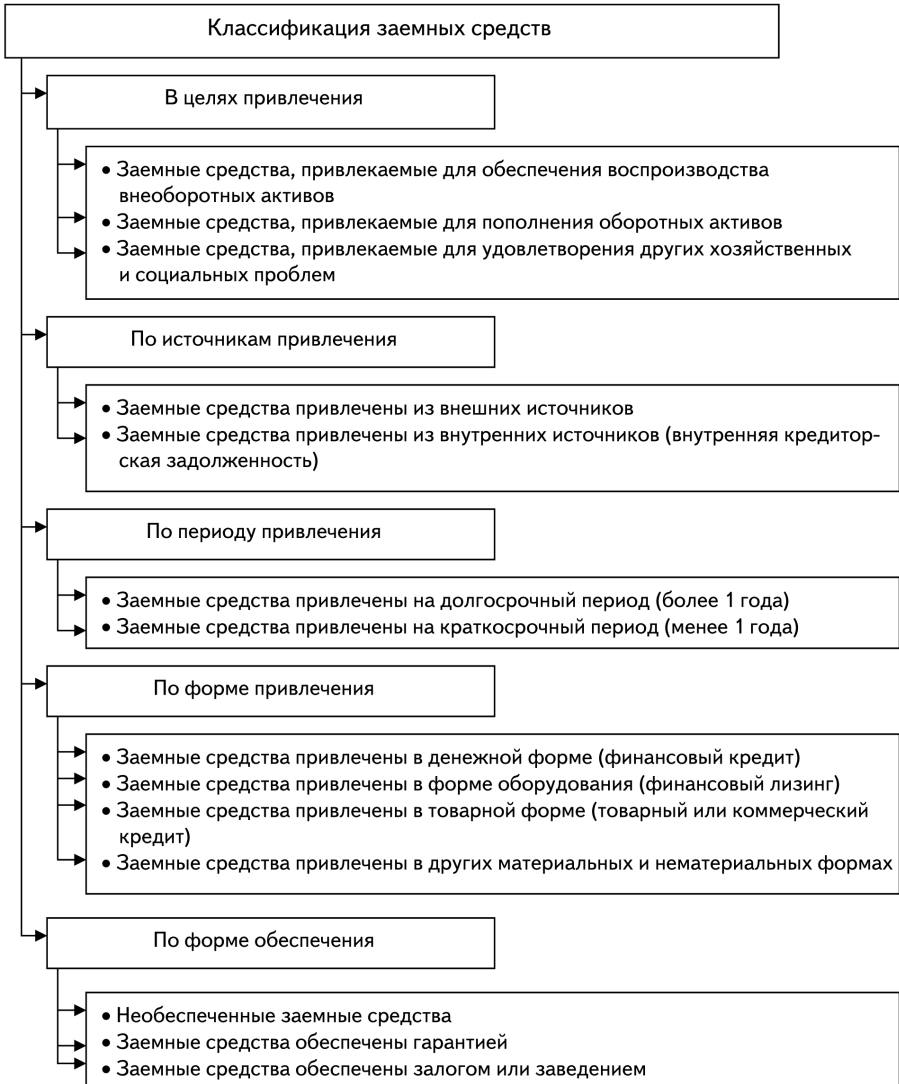 Классификация заемных средств
В целях привлечения
• Заемные средства, привлекаемые для обеспечения воспроизводства
внеоборотных активов
• Заемные средства, привлекаемые для пополнения оборотных активов
• Заемные средства, привлекаемые для удовлетворения других хозяйственных
и социальных проблем
По источникам привлечения
• Заемные средства привлечены из внешних источников
• Заемные средства привлечены из внутренних источников (внутренняя кредитор-
ская задолженность)
По периоду привлечения
• Заемные средства привлечены на долгосрочный период (более 1 года)
• Заемные средства привлечены на краткосрочный период (менее 1 года)
По форме привлечения
• Заемные средства привлечены в денежной форме (финансовый кредит)
• Заемные средства привлечены в форме оборудования (финансовый лизинг)
• Заемные средства привлечены в товарной форме (товарный или коммерческий
кредит)
• Заемные средства привлечены в других материальных и нематериальных формах
По форме обеспечения
• Необеспеченные заемные средства
• Заемные средства обеспечены гарантией
• Заемные средства обеспечены залогом или заведением